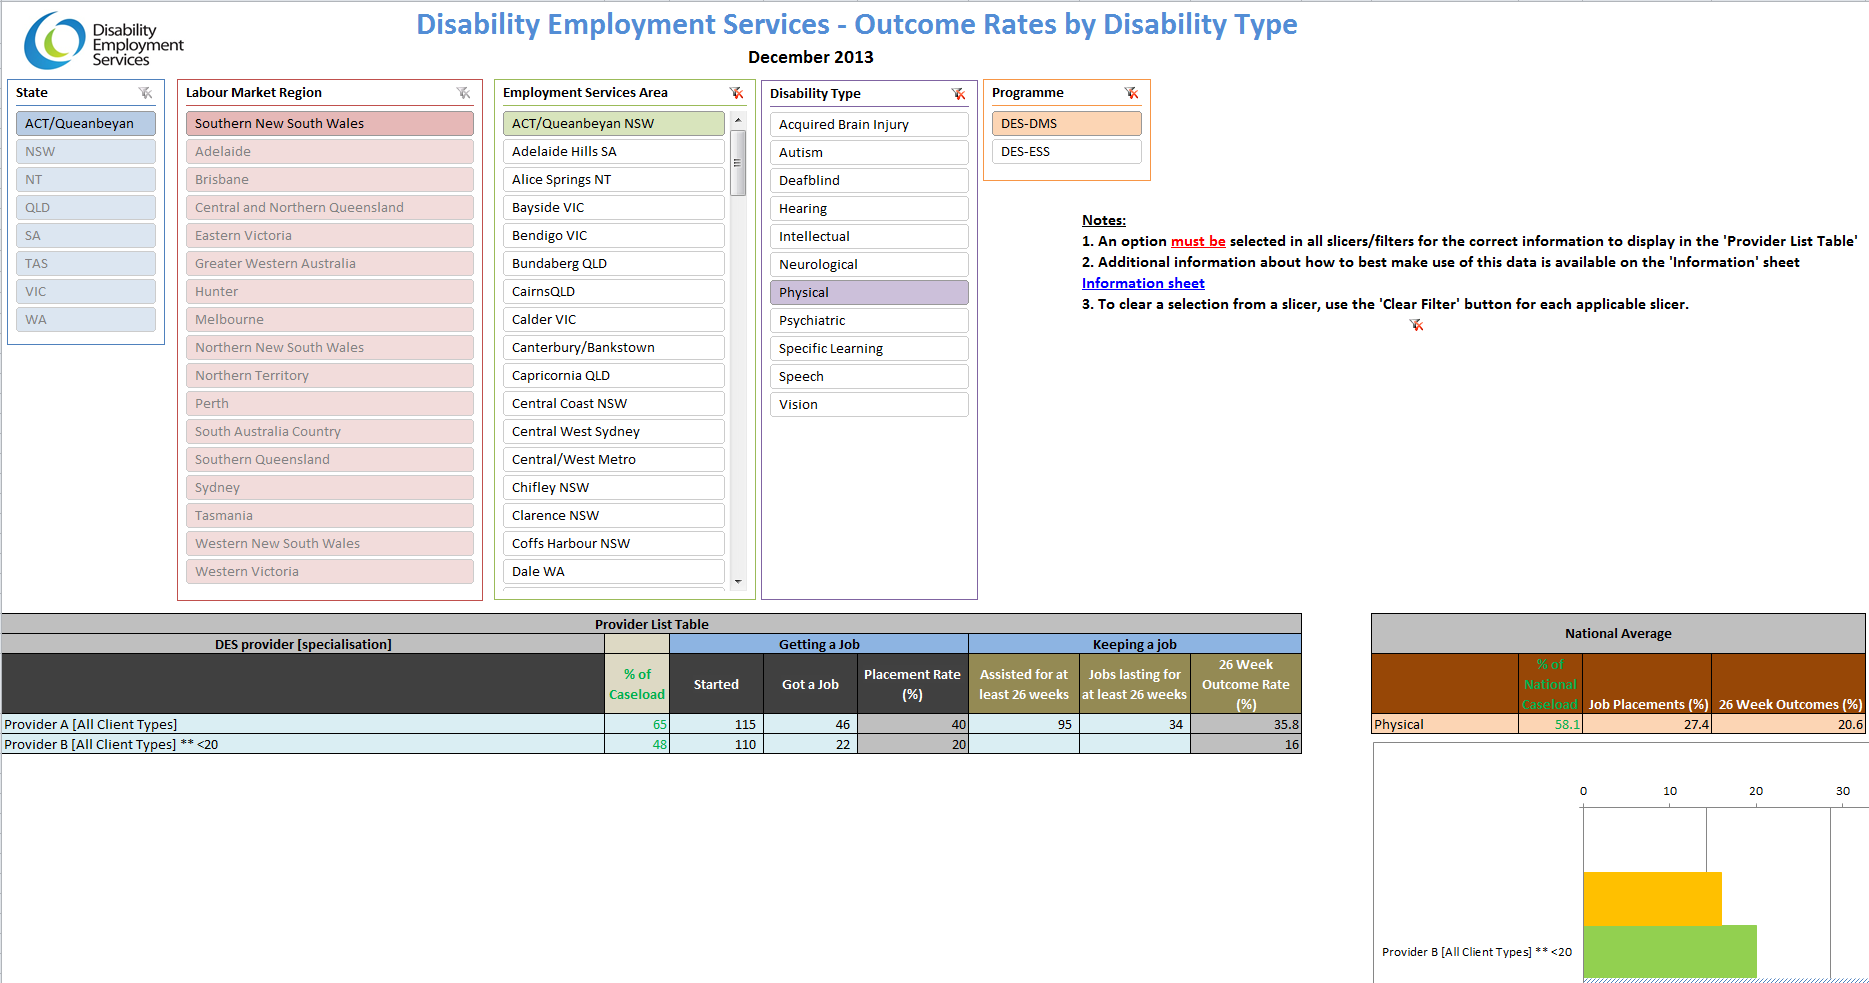 Disability
Employment
Services
Disability Employment Services - Outcome Rates by Disability Type
December 2013
State
ACT/Queanbeyan
NSW
NT
QLD
SA
TAS
VIC
WA
Labour Market Region
Southern New South Wales
Adelaide
Brisbane
Central and Northern Queensland
Eastern Victoria
Greater Western Australia
Hunter
Melbourne
Northern New South Wales
Northern Territory
Perth
South Australia Country
Southern Queensland
Sydney
Tasmania
Western New South Wales
Western Victoria
Employment Services Area
ACT/Queanbeyan NSW
Adelaide Hills SA
Alice Springs NT
Bayside VIC
Bendigo VIC
Bundaberg QLD
CairnsQLD
Calder VIC
Canterbury/Bankstown
Capricornia QLD
Central Coast NSW
Central West Sydney
Central/West Metro
Chifley NSW
Clarence NSW
Coffs Harbour NSW
Dale WA
Disability Type
Acquired Brain Injury
Autism
Deafblind
Hearing
Intellectual
Neurological
Physical
Psychiatric
Specific Learning
Speech
Vision
Programme
DES-DMS
DES-ESS
Notes:
1. An option must be selected in all slicers/filters for the correct information to display in the 'Provider List Table'
2. Additional information about how to best make use of this data is available on the 'Information' sheet
Information sheet
3. To clear a selection from a slicer, use the 'Clear Filter' button for each applicable slicer.
Provider List Table
DES provider [specialisation] Getting a Job Keeping a job
% of Caseload Started Got a Job Placement Rate (%) Assisted for at least 26 weeks Jobs lasting for at least 26 weeks 26 Week Outcome Rate (%)
Provider A [All Client Types] 65 115 46 40 95 34 35.8
Provider B [All Client Types] ** <20 48 110 22 20 16
National Average
% of National Caseload Job Placements (%) 26 Week Outcomes (%)
Physical 58.1 27.4 20.6
0 10 20 30
Provider B [All Client Types] ** <20